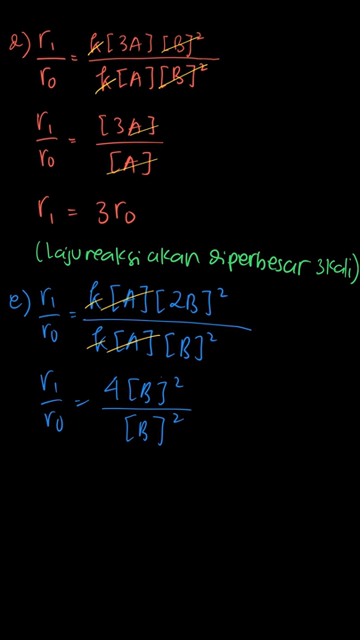 d) r₁/r₀ = k[3A][B]²/k[A][B]²
r₁/r₀ = [3A]/[A]
r₁ = 3r₀
(Laju reaksi akan diperbesar 3 kali)
e) r₁/r₀ = k[A][2B]²/k[A][B]²
r₁/r₀ = 4[B]²/[B]²